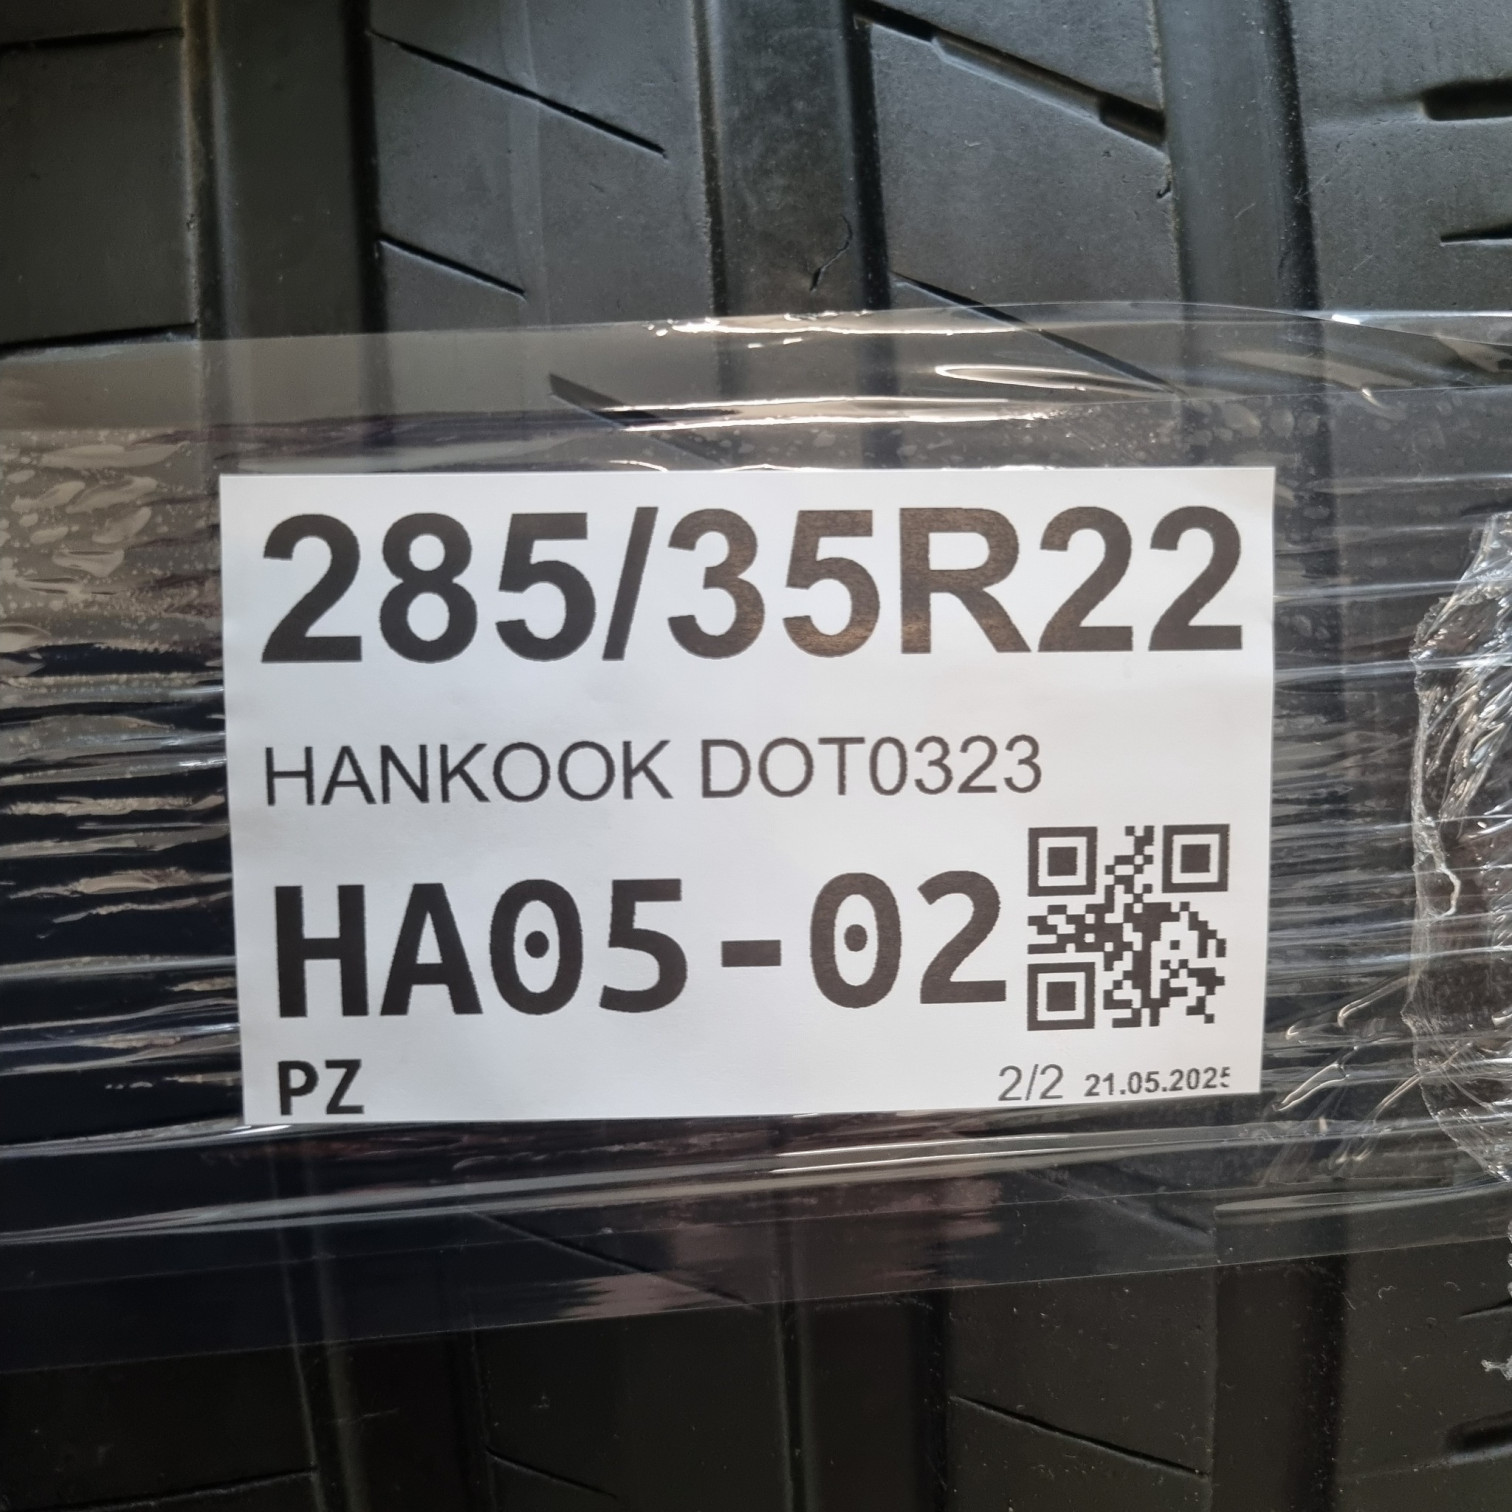 285/35R22
HANKOOK DOT0323
HA05-02
PZ
2/2 21.05.2025